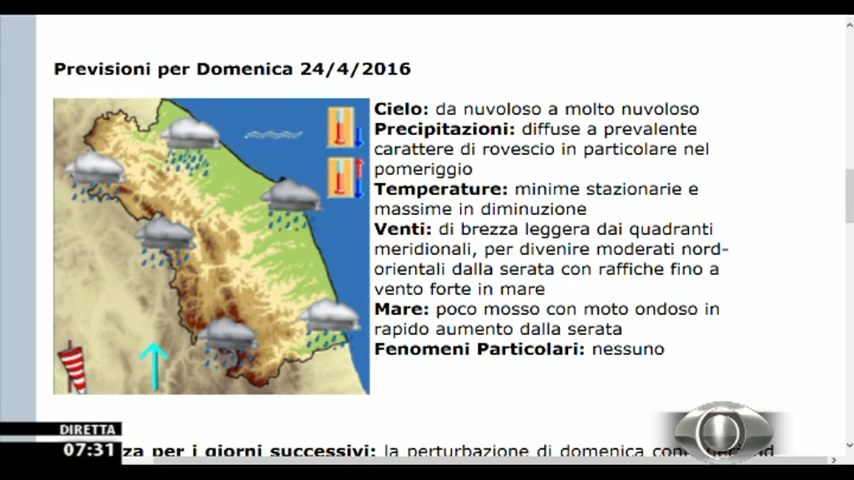 Previsioni per Domenica 24/4/2016
Cielo: da nuvoloso a molto nuvoloso
Precipitazioni: diffuse a prevalente
carattere di rovescio in particolare nel
pomeriggio
Temperature: minime stazionarie e
massime in diminuzione
Venti: di brezza leggera dai quadranti
meridionali, per divenire moderati nord-
orientali dalla serata con raffiche fino a
vento forte in mare
Mare: poco mosso con moto ondoso in
rapido aumento dalla serata
Fenomeni Particolari: nessuno
DIRETTA
07:31
per i giorni successivi: la perturbazione di domenica